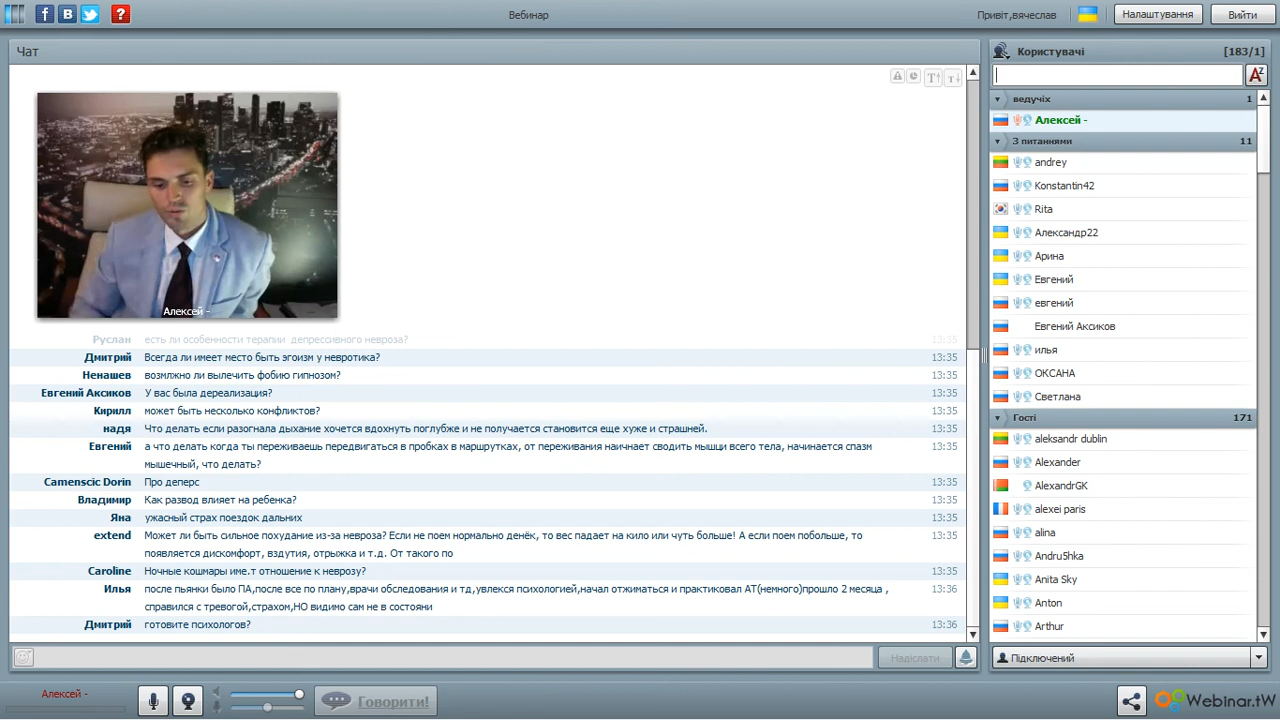 f В ? Вебинар Привіт,вячеслав Налаштування Вийти
Чат
Користувачі [183/1]
T↑ T↓
AZ
ведучіх 1
Алексей -
З питаннями 11
andrey
Konstantin42
Rita
Александр22
Арина
Евгений
евгений
Евгений Аксиков
илья
ОКСАНА
Светлана
Гості 171
aleksandr dublin
Alexander
AlexandrGK
alexei paris
alina
Andru5hka
Anita Sky
Anton
Arthur
Підключений
Алексей -
Руслан есть ли особенности терапии депрессивного невроза? 13:35
Дмитрий Всегда ли имеет место быть эгоизм у невротика? 13:35
Ненашев возмлжно ли вылечить фобию гипнозом? 13:35
Евгений Аксиков У вас была дереализация? 13:35
Кирилл может быть несколько конфликтов? 13:35
надя Что делать если разогнала дыхание хочется вдохнуть поглубже и не получается становится еще хуже и страшней. 13:35
Евгений а что делать когда ты переживаешь передвигаться в пробках в маршрутках, от переживания наичнает сводить мышци всего тела, начинается спазм 13:35
мышечный, что делать?
Camenscic Dorin Про деперс 13:35
Владимир Как развод влияет на ребенка? 13:35
Яна ужасный страх поездок дальних 13:35
extend Может ли быть сильное похудание из-за невроза? Если не поем нормально денёк, то вес падает на кило или чуть больше! А если поем побольше, то 13:35
появляется дискомфорт, вздутия, отрыжка и т.д. От такого по
Caroline Ночные кошмары име.т отношение к неврозу? 13:35
Илья после пьянки было ПА,после все по плану,врачи обследования и тд,увлекся психологией,начал отжиматься и практиковал АТ(немного)прошло 2 месяца , 13:36
справился с тревогой,страхом,НО видимо сам не в состояни
Дмитрий готовите психологов? 13:36
Надіслати
Алексей -
Говорити!
Webinar.tW